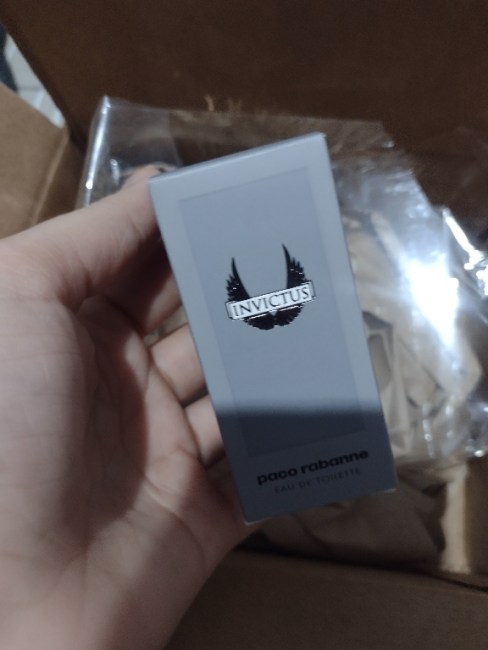 INVICTUS
paco rabanne
EAU DE TOILETTE